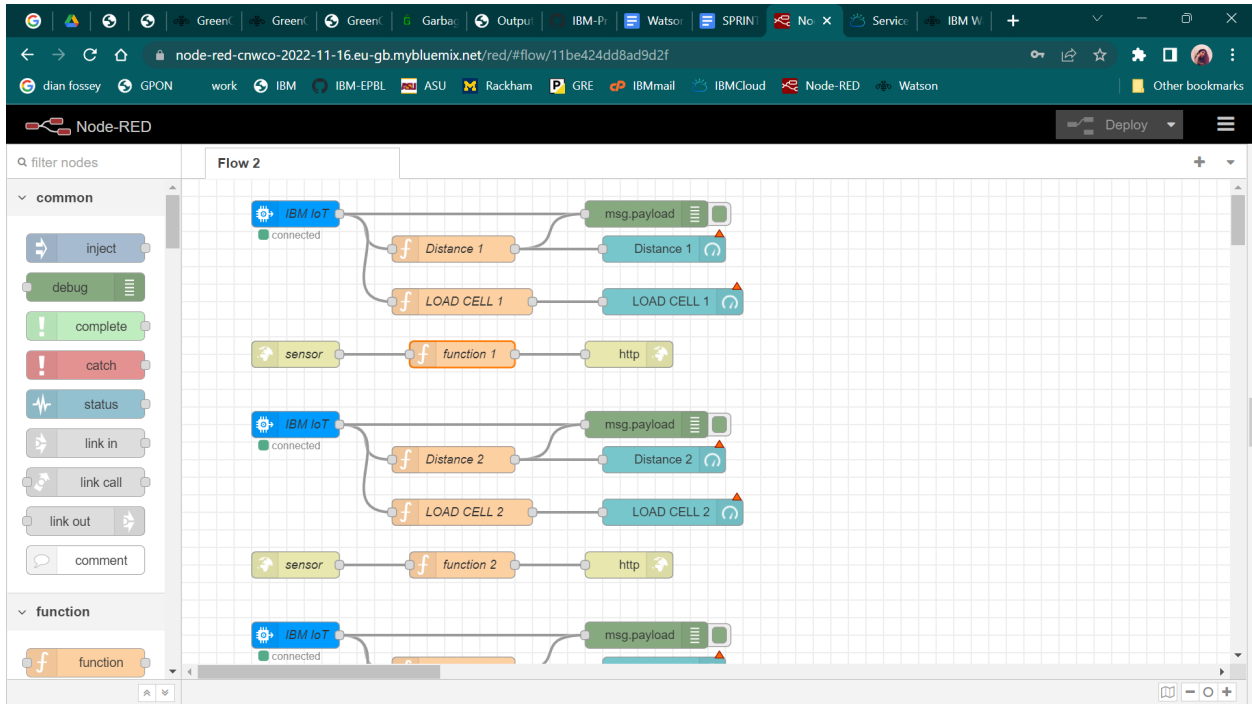 GreenC GreenC GreenC Garbag Output IBM-Pr Watsor SPRINT No Service IBM W
node-red-cnwco-2022-11-16.eu-gb.mybluemix.net/red/#flow/11be424dd8ad9d2f
dian fossey GPON work IBM IBM-EPBL ASU Rackham GRE IBMmail IBMCloud Node-RED Watson Other bookmarks
Node-RED Deploy
filter nodes Flow 2
common
IBM IoT msg.payload
connected
inject Distance 1 Distance 1
debug LOAD CELL 1 LOAD CELL 1
complete
sensor function 1 http
catch
status
IBM IoT msg.payload
link in connected
Distance 2 Distance 2
link call
link out LOAD CELL 2 LOAD CELL 2
comment sensor function 2 http
function
IBM IoT msg.payload
connected
function